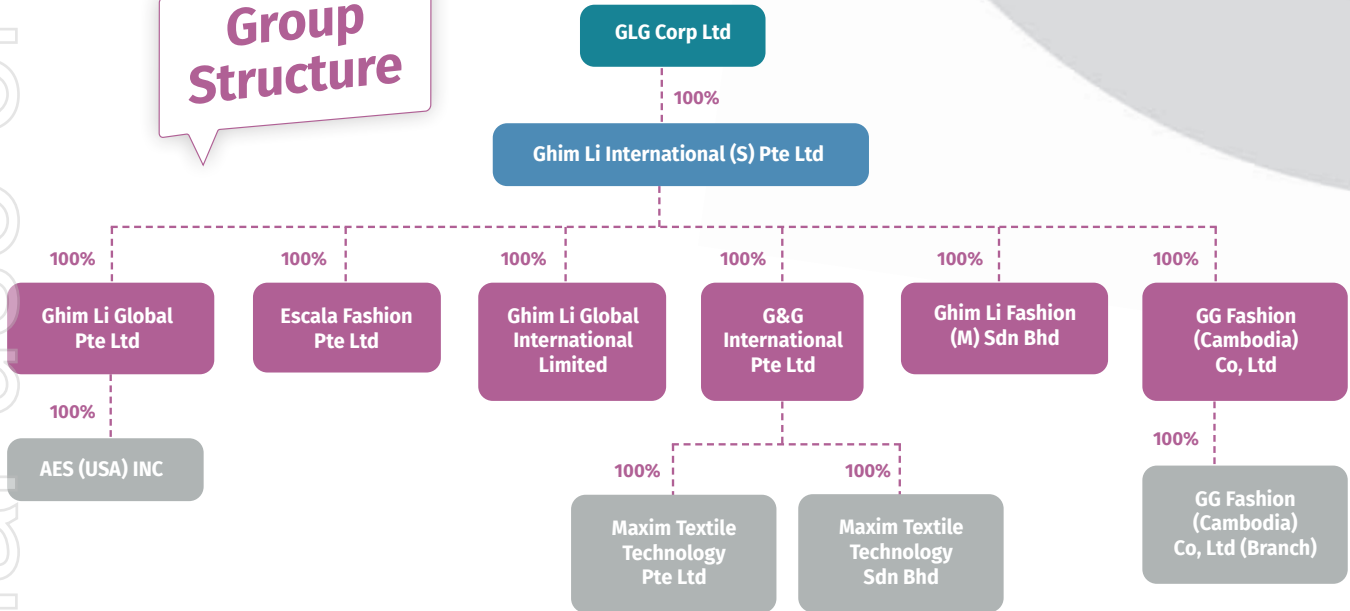 Group
Structure
GLG Corp Ltd
100%
Ghim Li International (S) Pte Ltd
100%
100%
100%
100%
100%
100%
Ghim Li Global
Pte Ltd
Escala Fashion
Pte Ltd
Ghim Li Global
International
Limited
G&G
International
Pte Ltd
Ghim Li Fashion
(M) Sdn Bhd
GG Fashion
(Cambodia)
Co, Ltd
100%
AES (USA) INC
100%
100%
Maxim Textile
Technology
Pte Ltd
Maxim Textile
Technology
Sdn Bhd
100%
GG Fashion
(Cambodia)
Co, Ltd (Branch)